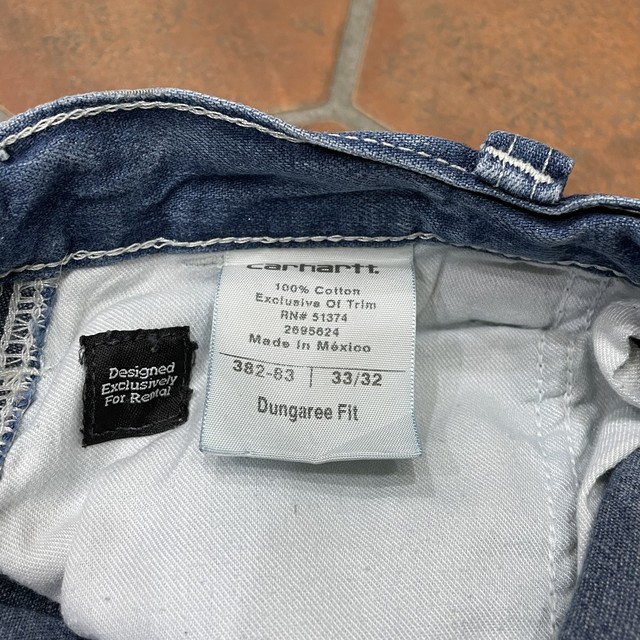 carhartt.
100% Cotton
Exclusive Of Trim
RN# 51374
2695624
Made in México
382-83 | 33/32
Dungaree Fit
Designed
Exclusively
For Rental